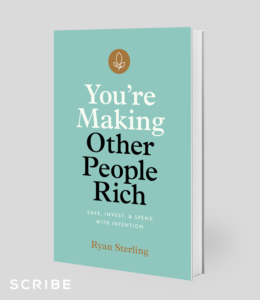 You're
Making
Other
People
Rich
SAVE, INVEST, & SPEND
WITH INTENTION
Ryan Sterling
SCRIBE